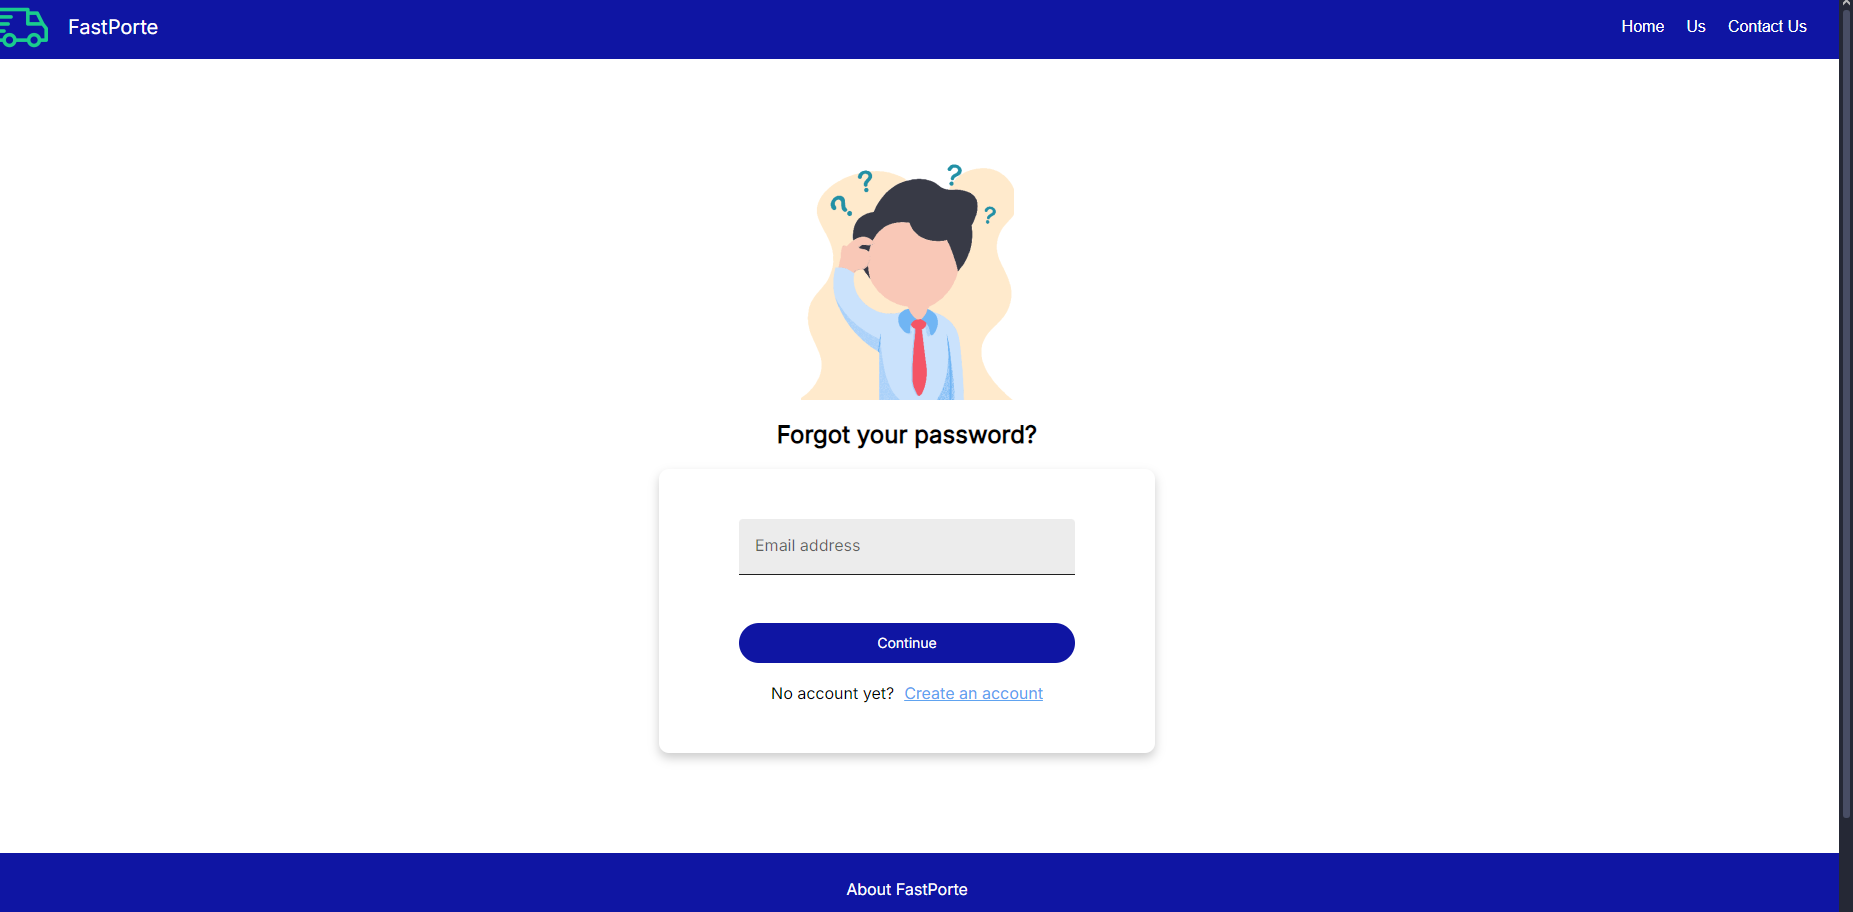 FastPorte
Home Us Contact Us
? ? ? ?
Forgot your password?
Email address
Continue
No account yet? Create an account
About FastPorte